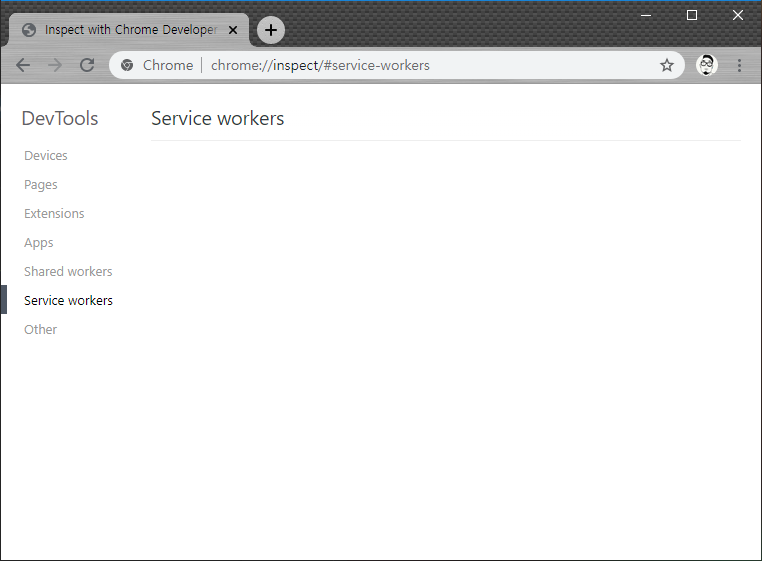 Inspect with Chrome Developer
Chrome | chrome://inspect/#service-workers
DevTools
Service workers
Devices
Pages
Extensions
Apps
Shared workers
Service workers
Other